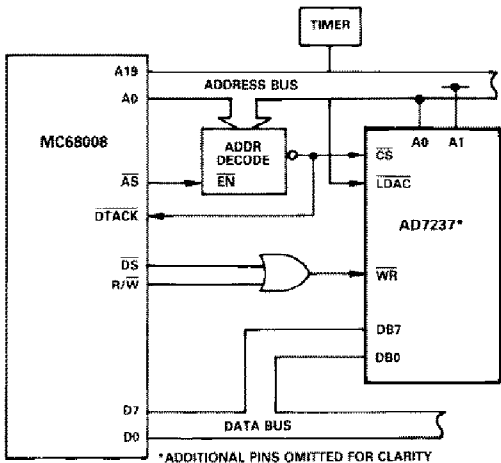 TIMER
A19
ADDRESS BUS
A0
MC68008
ADDR
DECODE
EN
A0 A1
CS
AS
LDAC
DTACK
AD7237*
DS
R/W
WR
DB7
DB0
D7
DATA BUS
D0
*ADDITIONAL PINS OMITTED FOR CLARITY